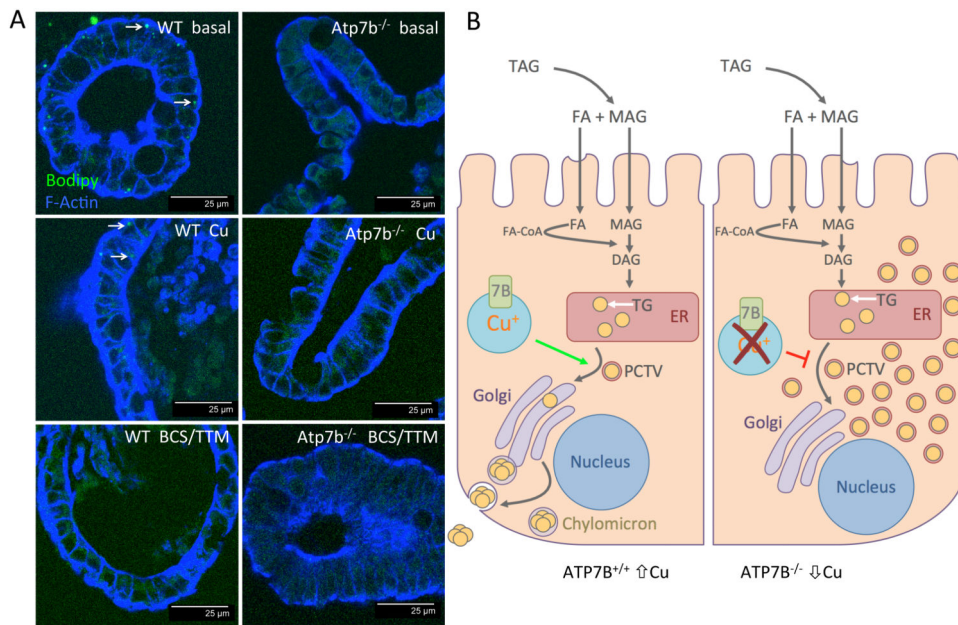 A
WT basal
Bodipy
F-Actin
25 µm
Atp7b-/- basal
25 µm
WT Cu
25 µm
Atp7b-/- Cu
25 µm
WT BCS/TTM
25 µm
Atp7b-/- BCS/TTM
25 µm
B
TAG
FA + MAG
FA-CoA
FA
MAG
DAG
7B
Cu+
TG
ER
PCTV
Golgi
Nucleus
Chylomicron
ATP7B+/+ ⇧Cu
TAG
FA + MAG
FA-CoA
FA
MAG
DAG
7B
Cu+
TG
ER
PCTV
Golgi
Nucleus
ATP7B-/- ⇩Cu